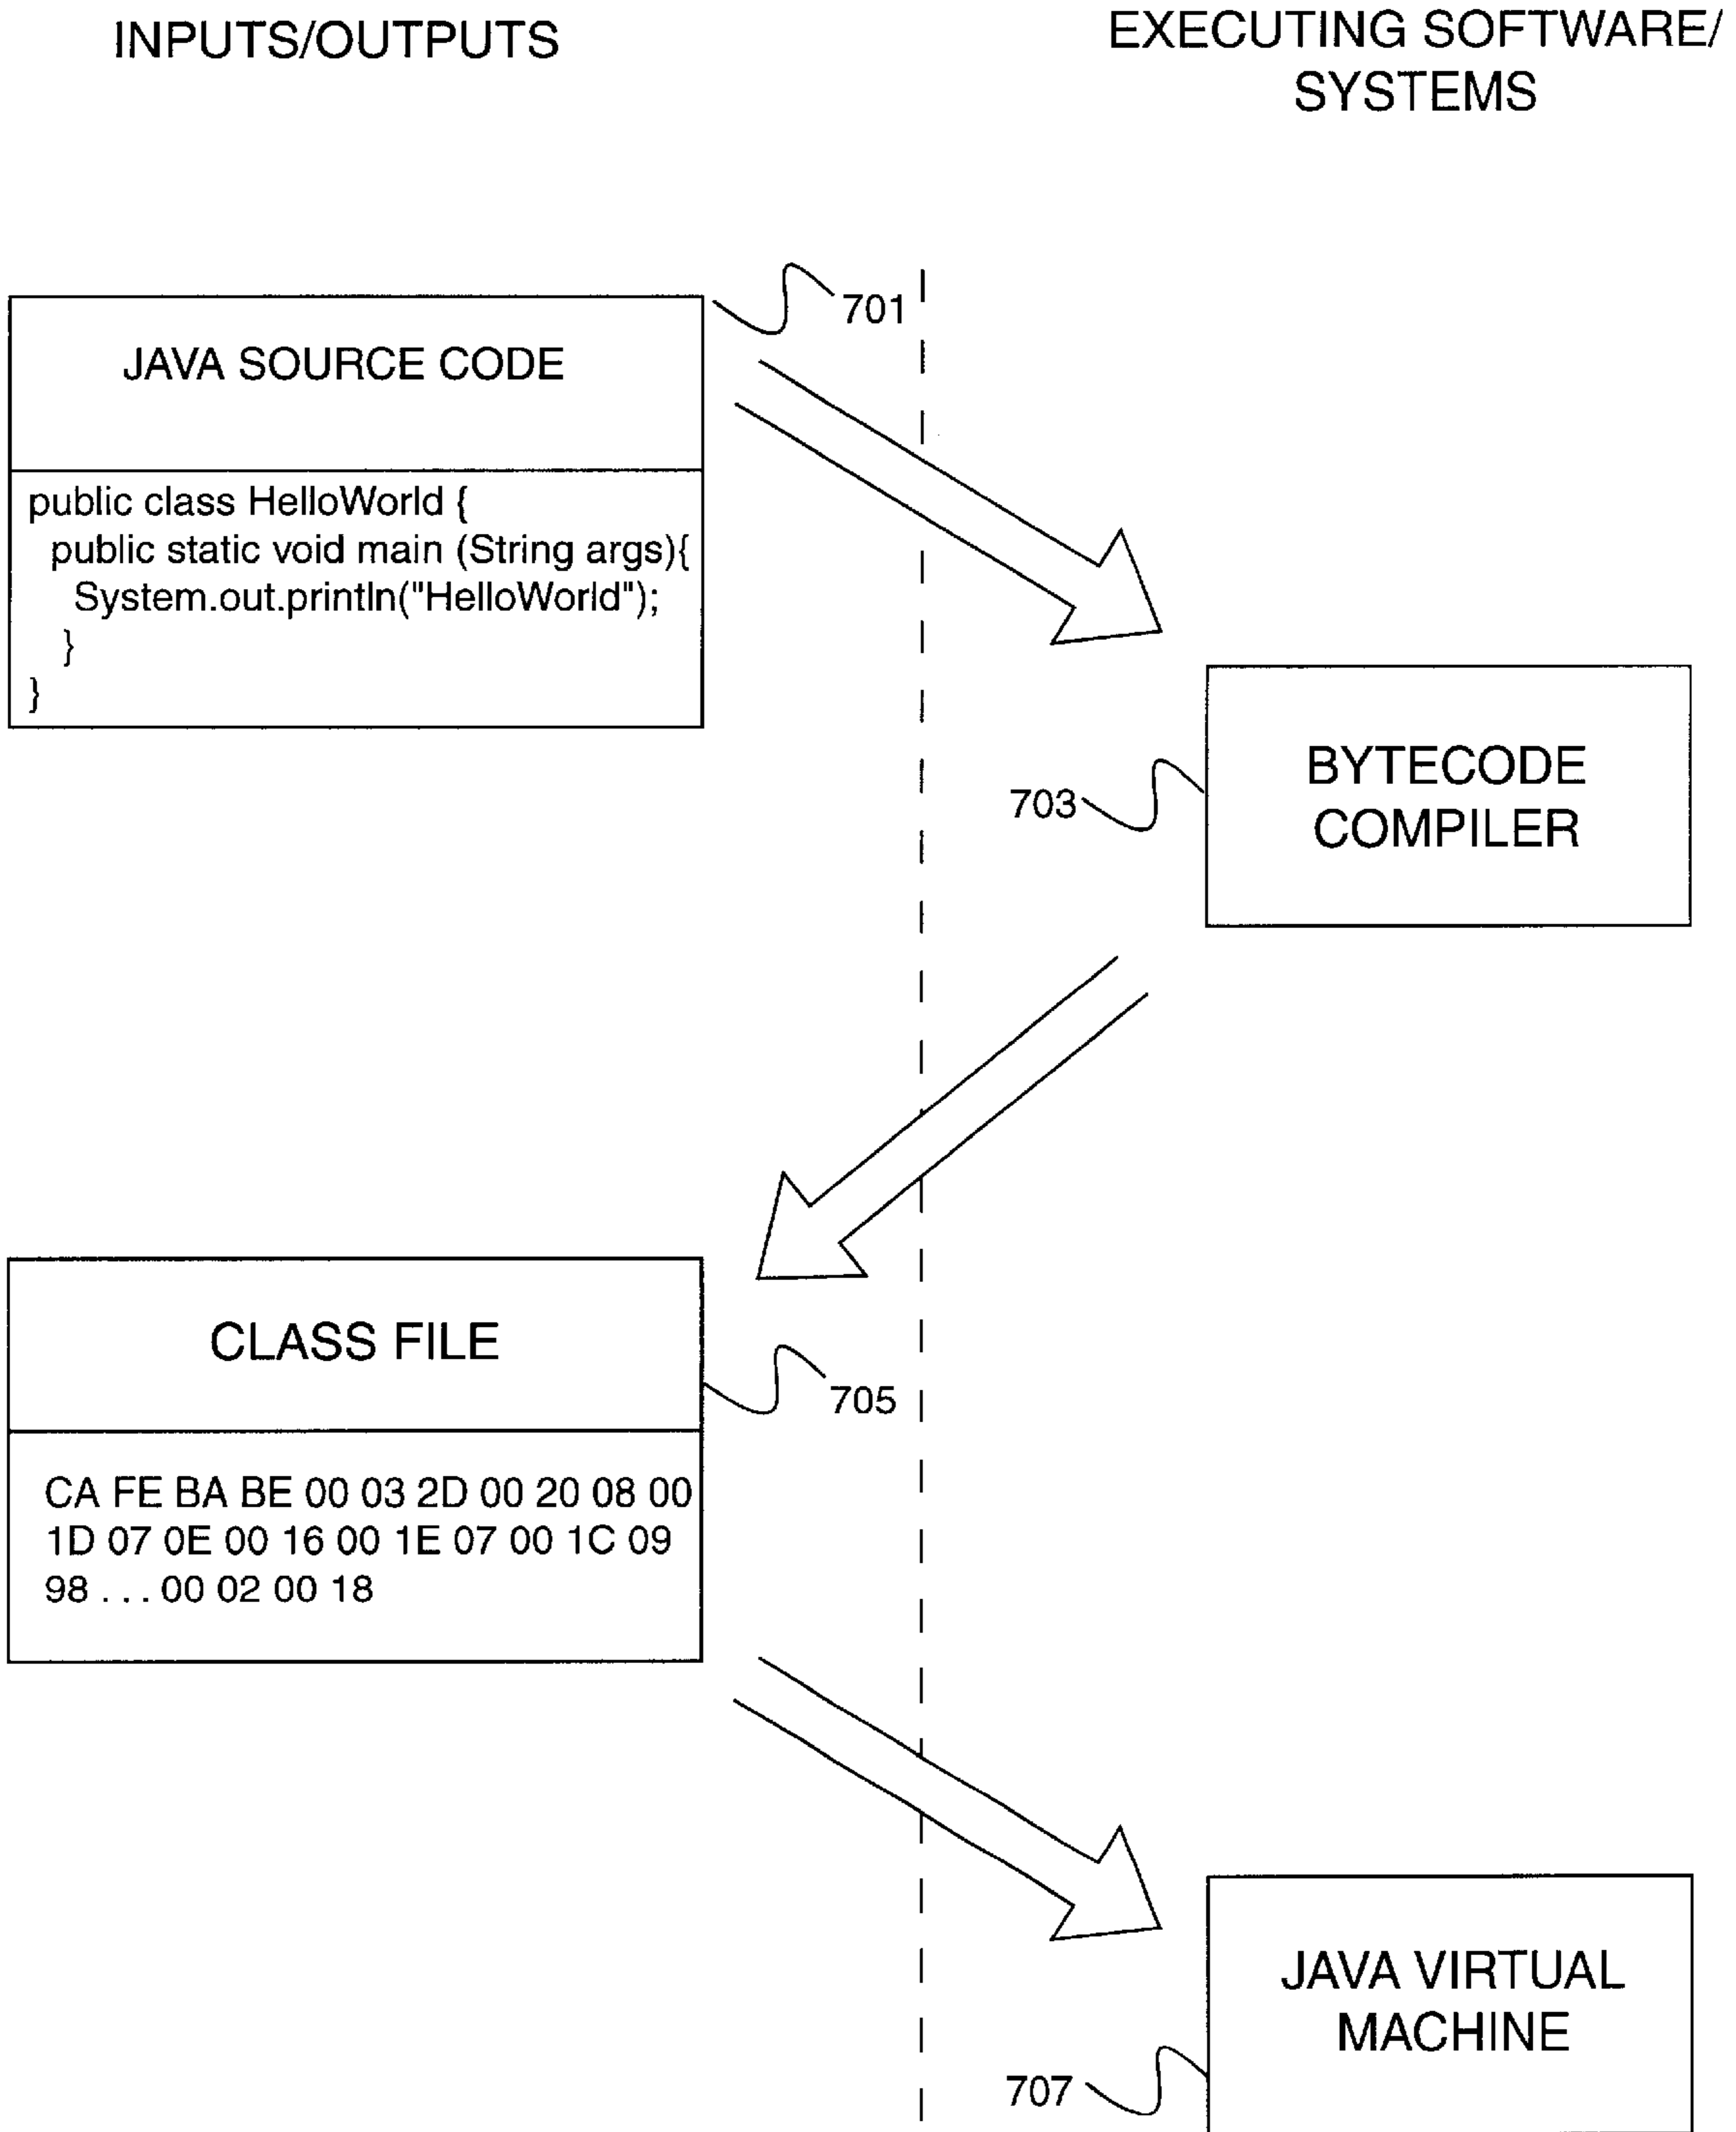 INPUTS/OUTPUTS
EXECUTING SOFTWARE/
SYSTEMS
701
JAVA SOURCE CODE
public class HelloWorld {
public static void main (String args){
System.out.println("HelloWorld");
}
}
703
BYTECODE
COMPILER
CLASS FILE
705
CA FE BA BE 00 03 2D 00 20 08 00
1D 07 0E 00 16 00 1E 07 00 1C 09
98 . . . 00 02 00 18
JAVA VIRTUAL
MACHINE
707